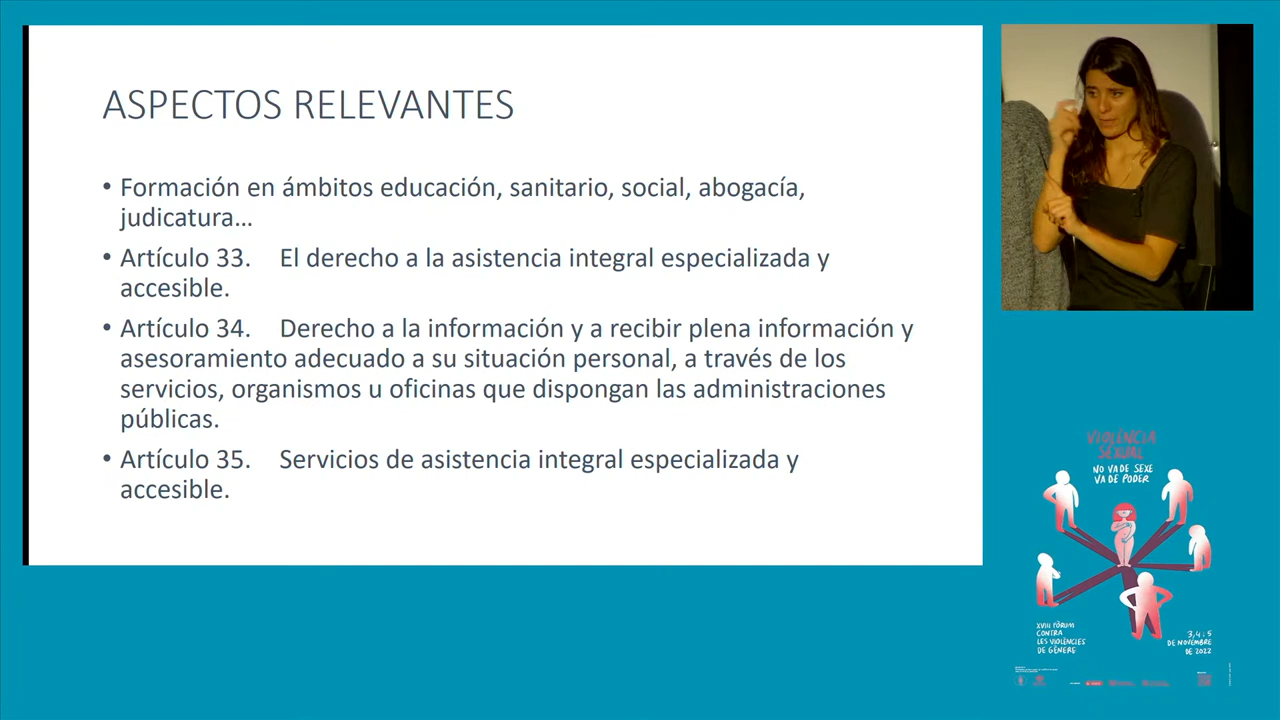 ASPECTOS RELEVANTES
• Formación en ámbitos educación, sanitario, social, abogacía,
judicatura…
• Artículo 33. El derecho a la asistencia integral especializada y
accesible.
• Artículo 34. Derecho a la información y a recibir plena información y
asesoramiento adecuado a su situación personal, a través de los
servicios, organismos u oficinas que dispongan las administraciones
públicas.
• Artículo 35. Servicios de asistencia integral especializada y
accesible.
VIOLÈNCIA
SEXUAL
NO VA DE SEXE
VA DE PODER
XVIII FÒRUM
CONTRA
LES VIOLÈNCIES
DE GÈNERE
3, 4 i 5
DE NOVEMBRE
DE 2022